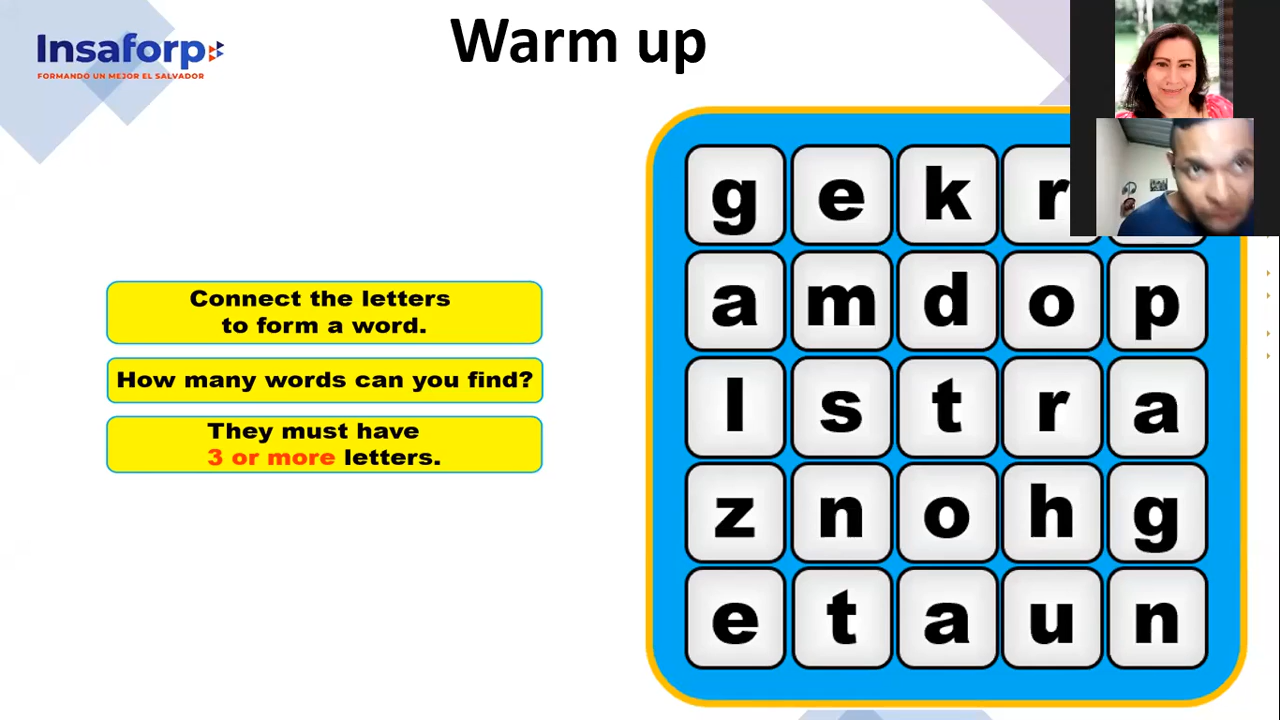 Insaforp
FORMANDO UN MEJOR EL SALVADOR
Warm up
Connect the letters
to form a word.
How many words can you find?
They must have
3 or more letters.
g e k r
a m d o p
l s t r a
z n o h g
e t a u n